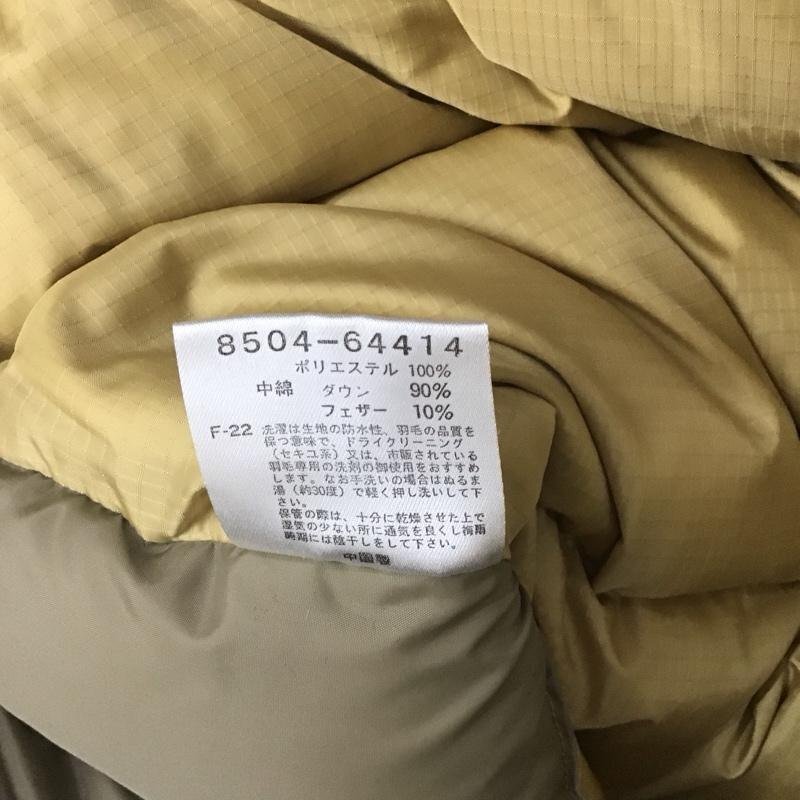 8504-64414
ポリエステル 100%
中綿 ダウン 90%
フェザー 10%
F-22 洗濯は生地の防水性、羽毛の品質を
保つ意味で、ドライクリーニング
（セキユ系）又は、市販されている
羽毛専用の洗剤の御使用をおすすめ
します。なお手洗いの場合はぬるま
湯（約30度）で軽く押し洗いして下
さい。
保管の際は、十分に乾燥させた上で
湿気の少ない所に通気を良くし梅雨
時期には陰干しをして下さい。
中国製